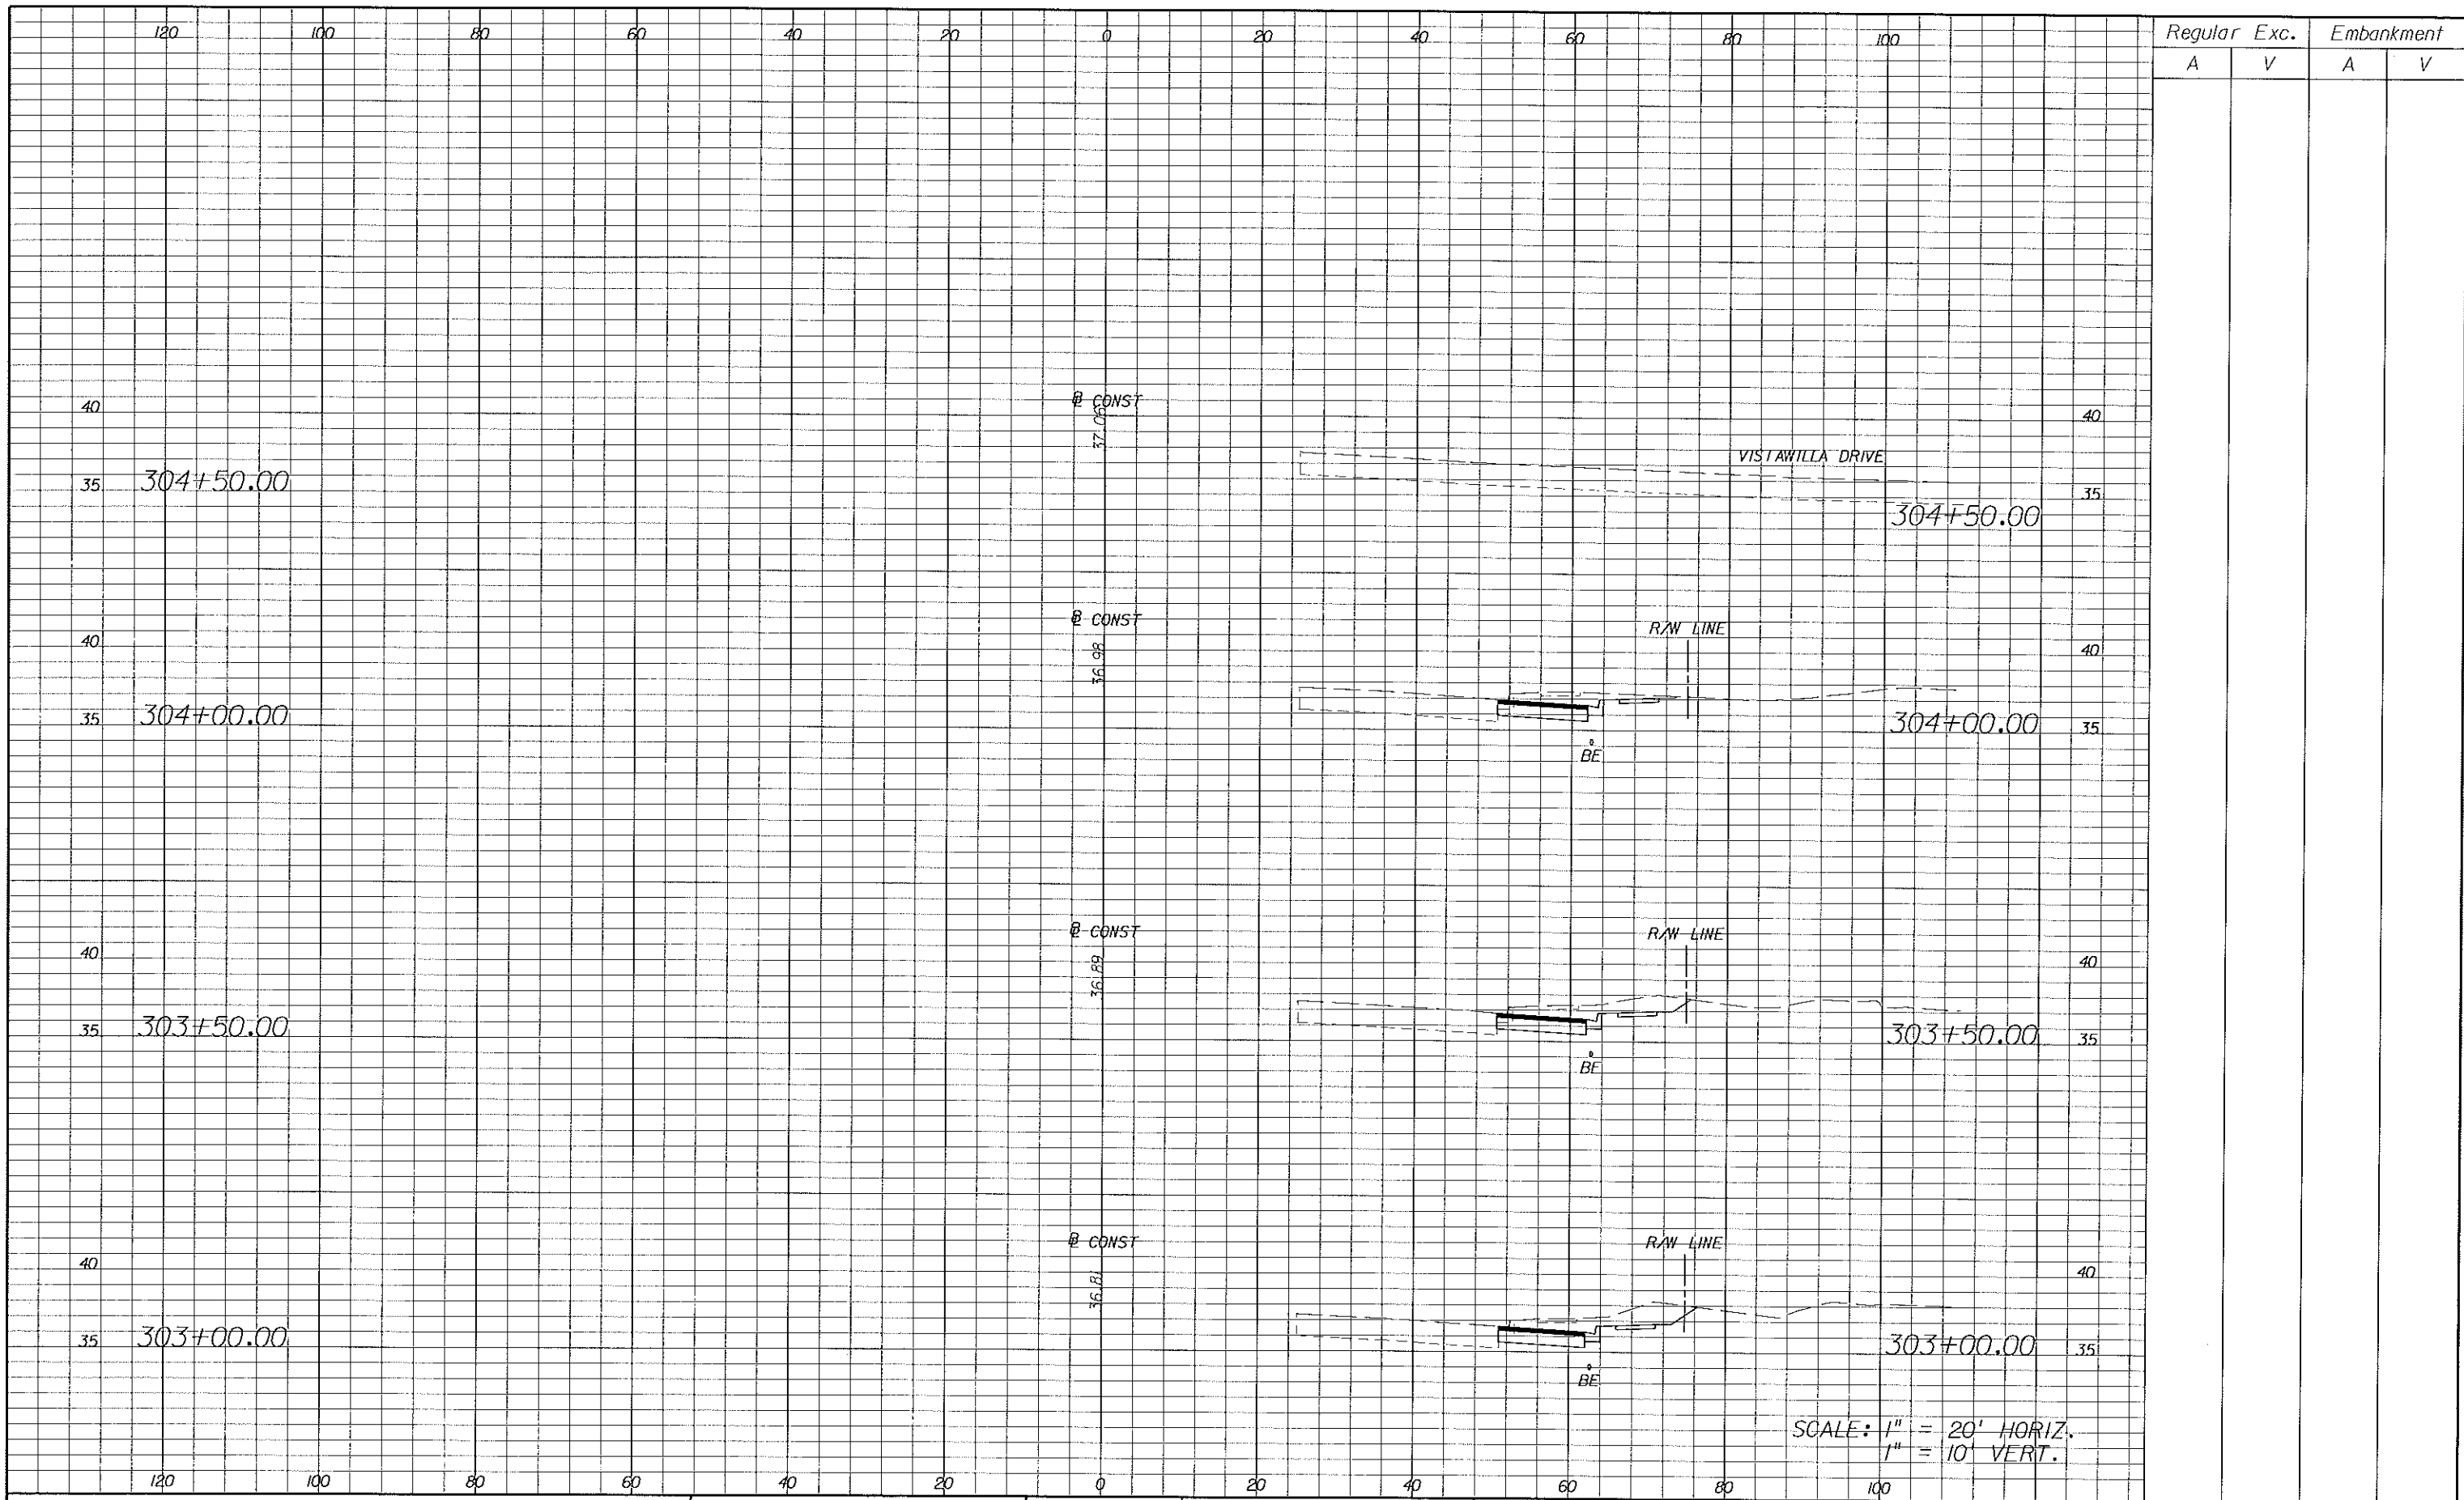 120 100 80 60 40 20 0 20 40 60 80 100
Regular Exc. Embankment
A V A V
℄ CONST
40 37.06 40
VISTAWILLA DRIVE
35 304+50.00 35
304+50.00
℄ CONST
R/W LINE
40 36.98 40
35 304+00.00 304+00.00 35
BE
℄ CONST R/W LINE
40 36.89 40
35 303+50.00 303+50.00 35
BE
℄ CONST R/W LINE
40 36.81 40
35 303+00.00 303+00.00 35
BE
SCALE: 1" = 20' HORIZ.
1" = 10' VERT.
120 100 80 60 40 20 0 20 40 60 80 100